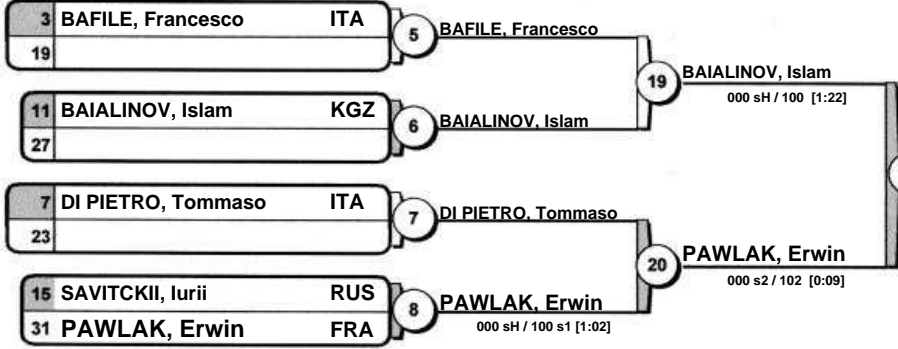 3 BAFILE, Francesco ITA
19
5 BAFILE, Francesco
11 BAIALINOV, Islam KGZ
27
6 BAIALINOV, Islam
19 BAIALINOV, Islam
000 sH / 100 [1:22]
7 DI PIETRO, Tommaso ITA
23
7 DI PIETRO, Tommaso
15 SAVITCKII, Iurii RUS
31 PAWLAK, Erwin FRA
8 PAWLAK, Erwin
000 sH / 100 s1 [1:02]
20 PAWLAK, Erwin
000 s2 / 102 [0:09]